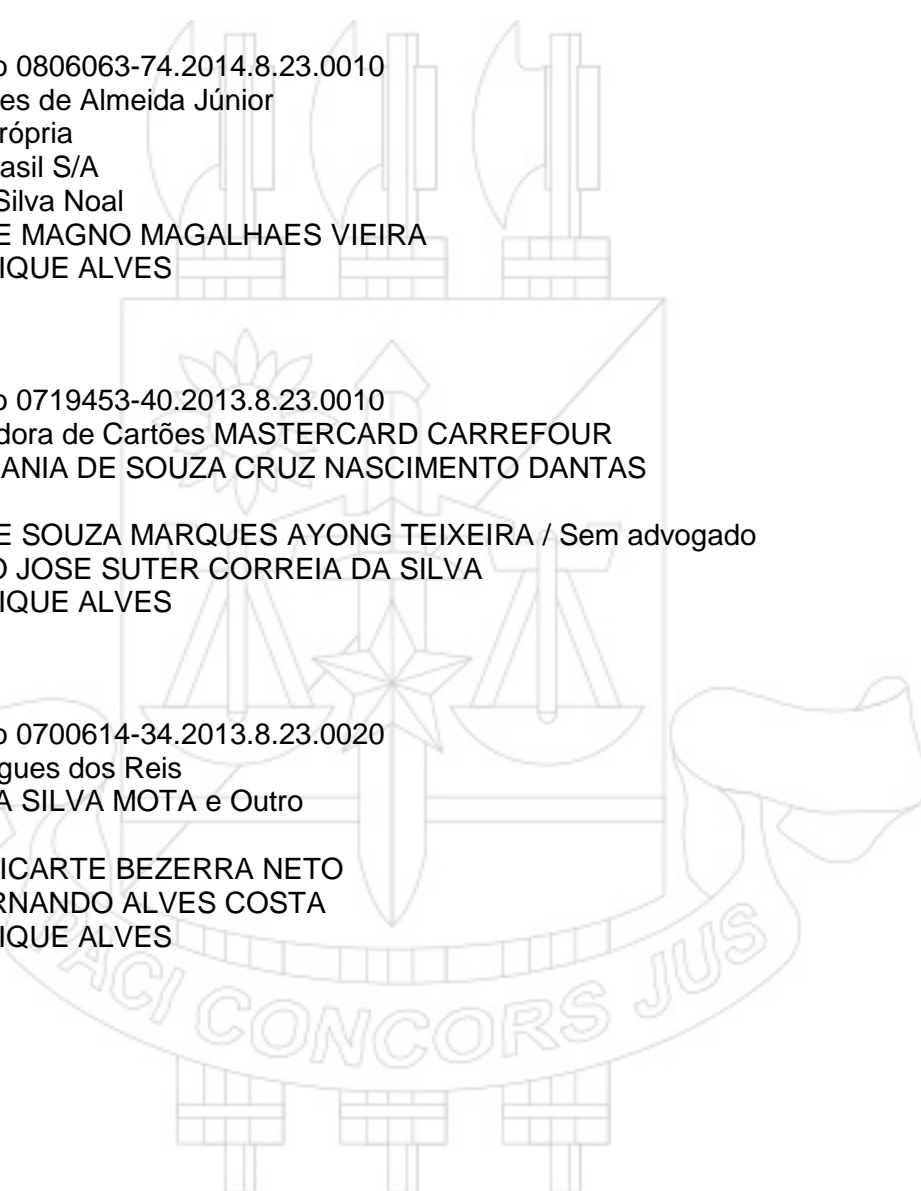 o 0806063-74.2014.8.23.0010
es de Almeida Júnior
rópria
asil S/A
Silva Noal
E MAGNO MAGALHAES VIEIRA
IQUE ALVES
o 0719453-40.2013.8.23.0010
dora de Cartões MASTERCARD CARREFOUR
ANIA DE SOUZA CRUZ NASCIMENTO DANTAS
E SOUZA MARQUES AYONG TEIXEIRA / Sem advogado
O JOSE SUTER CORREIA DA SILVA
IQUE ALVES
o 0700614-34.2013.8.23.0020
gues dos Reis
A SILVA MOTA e Outro
ICARTE BEZERRA NETO
RNANDO ALVES COSTA
IQUE ALVES
PACI CONCORS JUS